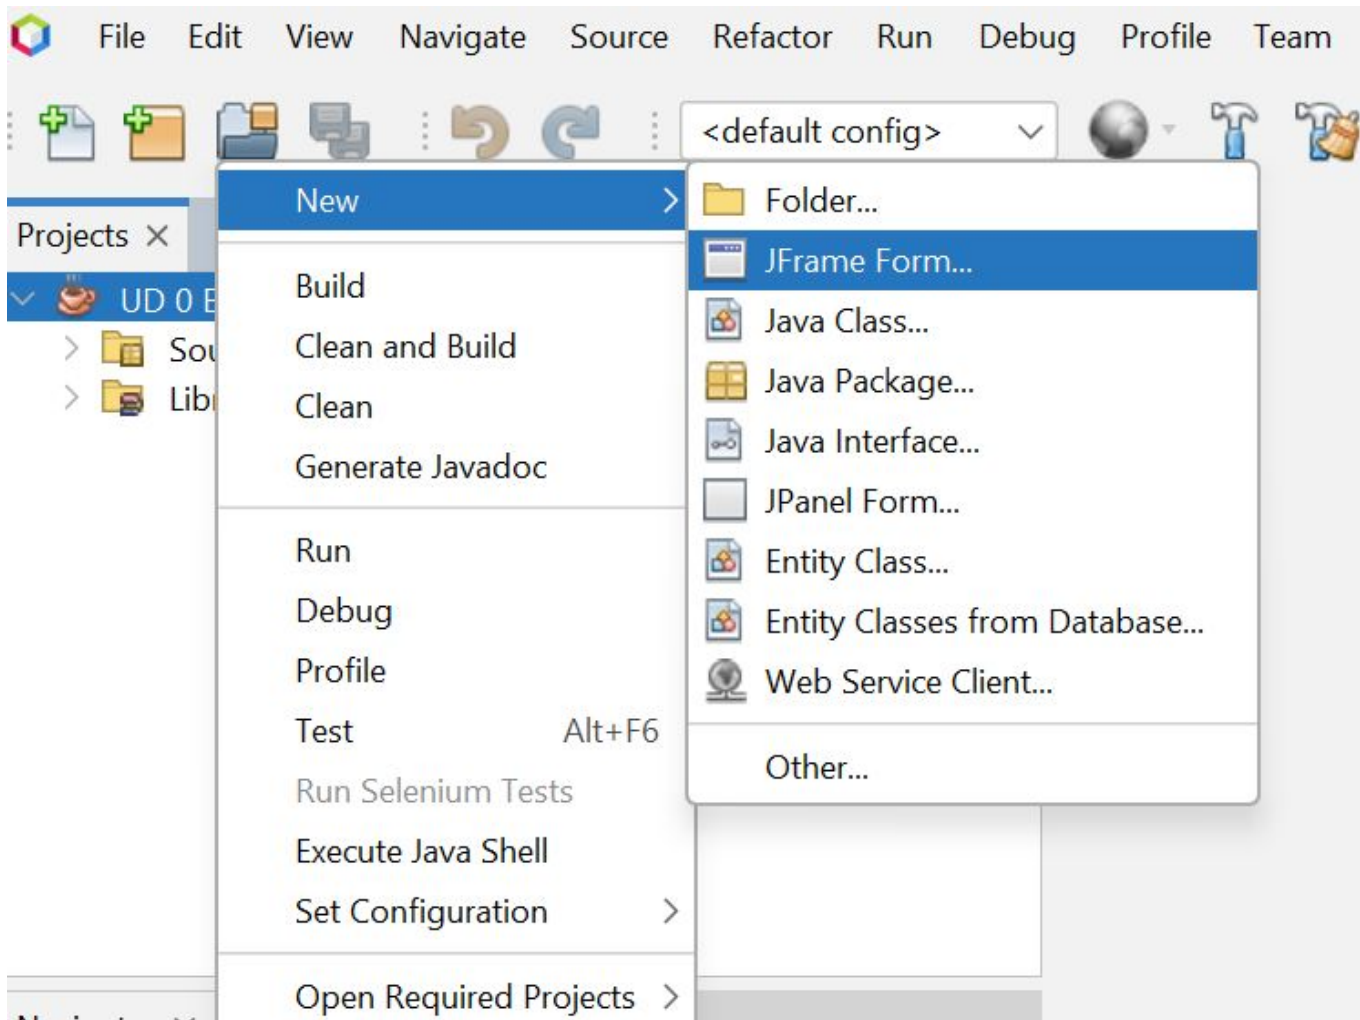 File Edit View Navigate Source Refactor Run Debug Profile Team
<default config>
Projects
UD 0
New
Build
Clean and Build
Clean
Generate Javadoc
Run
Debug
Profile
Test Alt+F6
Run Selenium Tests
Execute Java Shell
Set Configuration
Open Required Projects
Folder...
JFrame Form...
Java Class...
Java Package...
Java Interface...
JPanel Form...
Entity Class...
Entity Classes from Database...
Web Service Client...
Other...